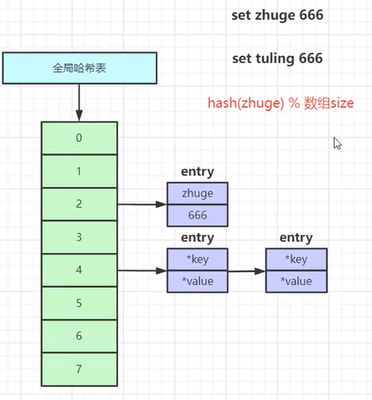 set zhuge 666
set tuling 666
全局哈希表
hash(zhuge) % 数组size
0
1
2
3
4
5
6
7
entry
zhuge
666
entry
*key
*value
entry
*key
*value